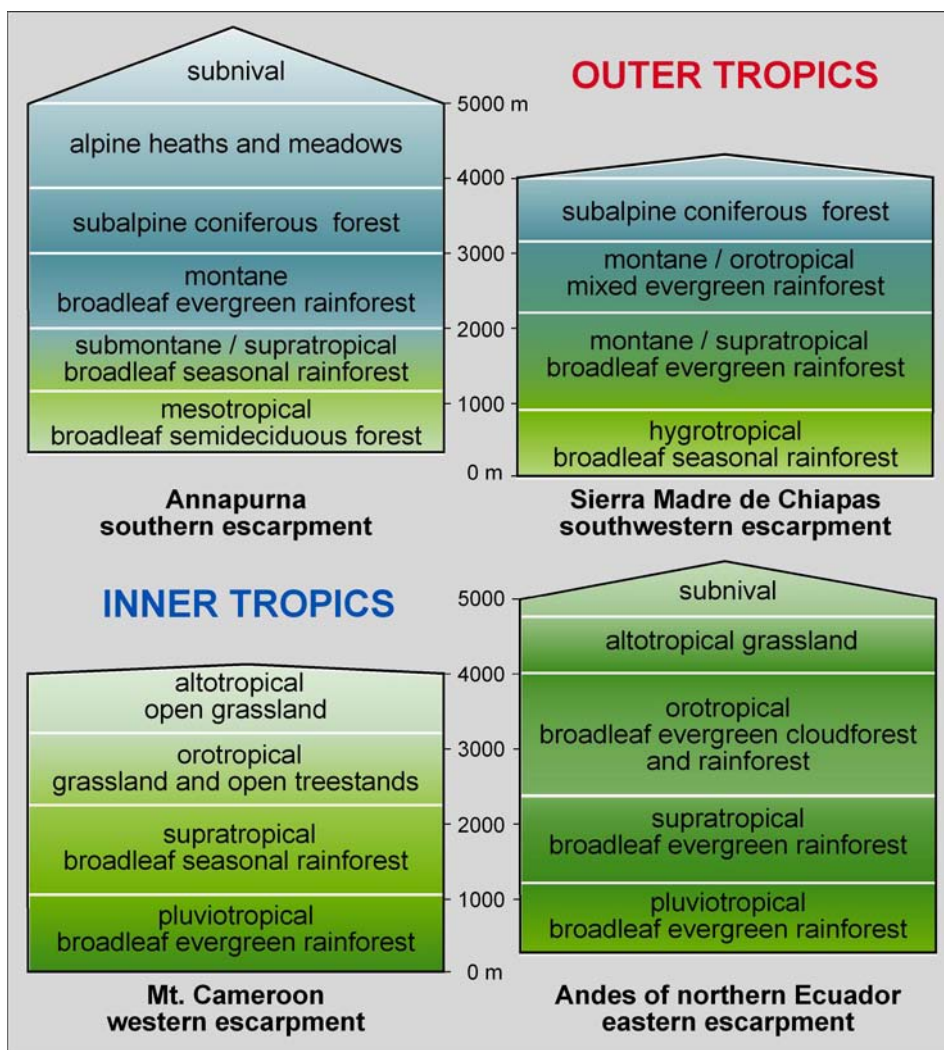 subnival
OUTER TROPICS
5000 m
alpine heaths and meadows
4000
subalpine coniferous forest
subalpine coniferous forest
3000
montane
broadleaf evergreen rainforest
montane / orotropical
mixed evergreen rainforest
2000
submontane / supratropical
broadleaf seasonal rainforest
montane / supratropical
broadleaf evergreen rainforest
1000
mesotropical
broadleaf semideciduous forest
hygrotropical
broadleaf seasonal rainforest
0 m
Annapurna
southern escarpment
Sierra Madre de Chiapas
southwestern escarpment
INNER TROPICS
subnival
5000
altotropical grassland
4000
altotropical
open grassland
orotropical
broadleaf evergreen cloudforest
and rainforest
3000
orotropical
grassland and open treestands
2000
supratropical
broadleaf seasonal rainforest
supratropical
broadleaf evergreen rainforest
1000
pluviotropical
broadleaf evergreen rainforest
pluviotropical
broadleaf evergreen rainforest
0 m
Mt. Cameroon
western escarpment
Andes of northern Ecuador
eastern escarpment